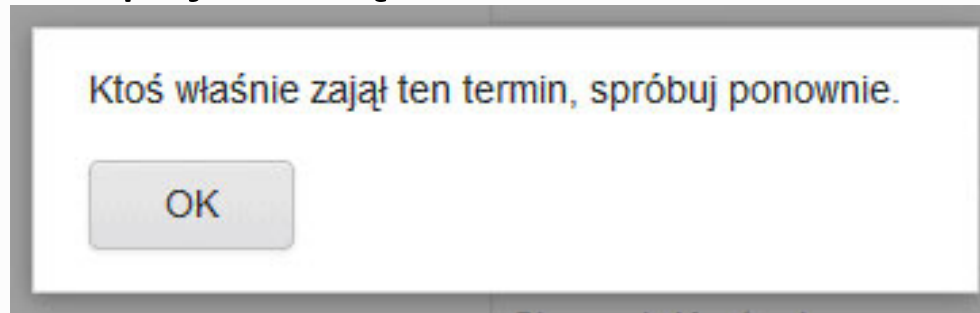 Ktoś właśnie zajął ten termin, spróbuj ponownie.
OK